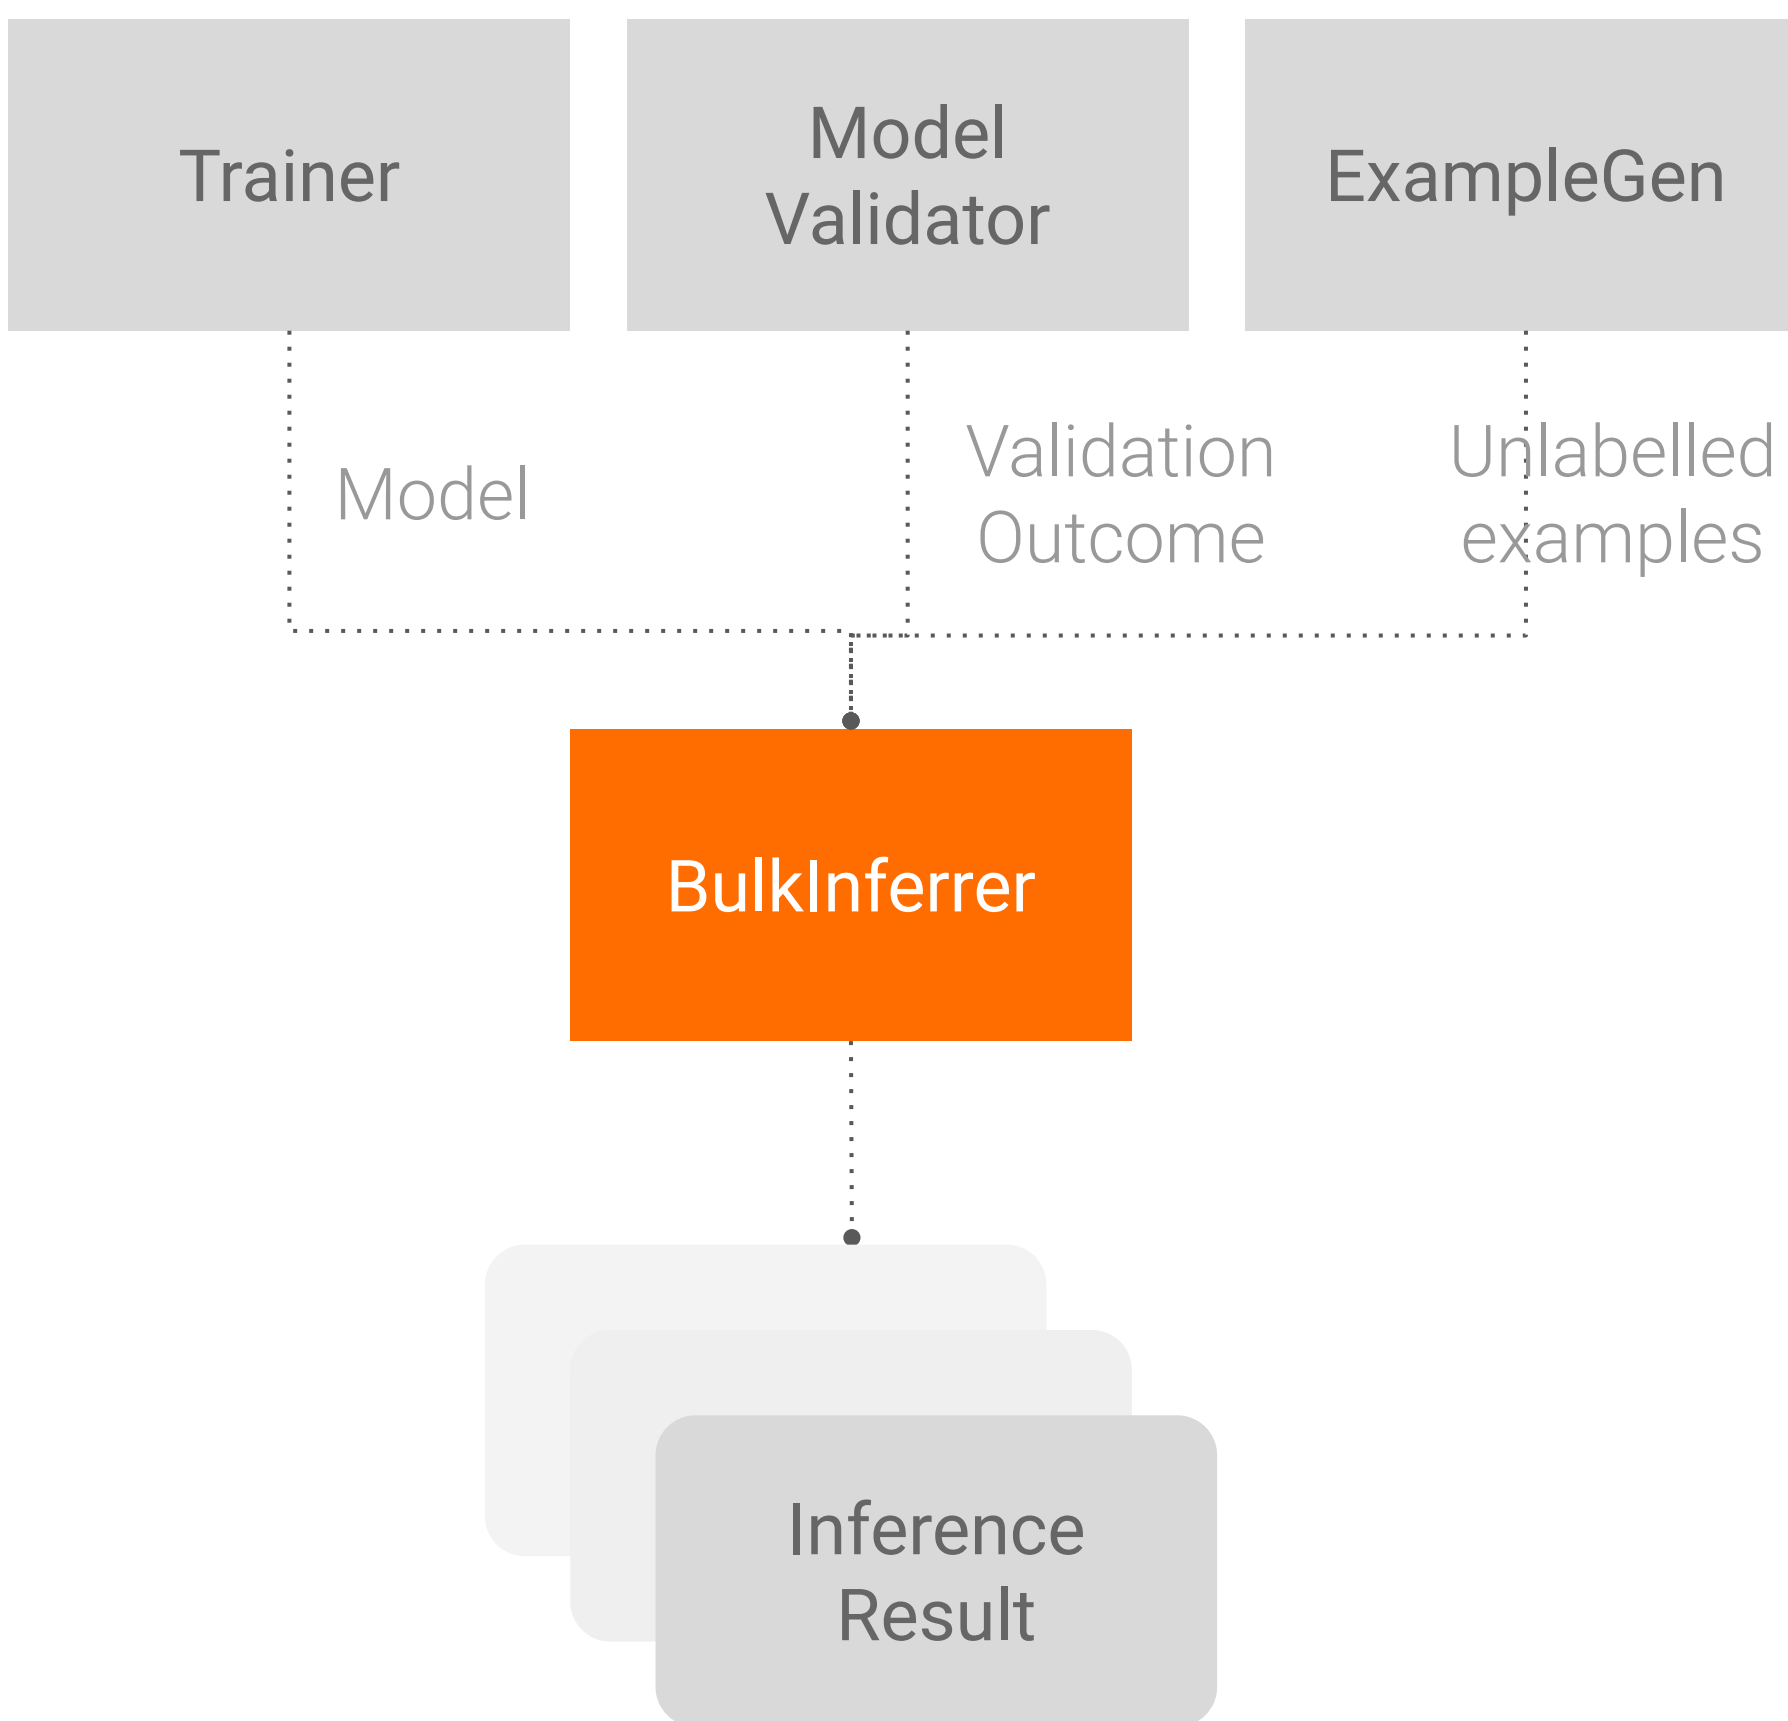 Trainer
Model
Validator
ExampleGen
Model
Validation
Outcome
Unlabelled
examples
BulkInferrer
Inference
Result